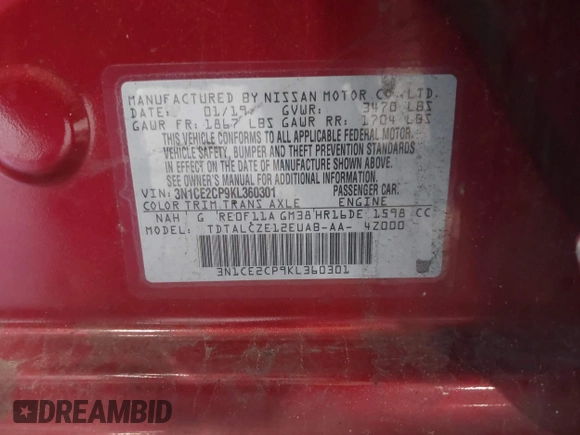 MANUFACTURED BY NISSAN MOTOR CO., LTD.
DATE: 01/19 GVWR: 3470 LBS
GAWR FR: 1867 LBS GAWR RR: 1704 LBS
THIS VEHICLE CONFORMS TO ALL APPLICABLE FEDERAL MOTOR
VEHICLE SAFETY, BUMPER AND THEFT PREVENTION STANDARDS
IN EFFECT ON THE DATE OF MANUFACTURE SHOWN ABOVE.
SEE OWNER'S MANUAL FOR ADDITIONAL INFORMATION.
VIN: 3N1CE2CP9KL360301 PASSENGER CAR.
COLOR TRIM TRANS AXLE ENGINE
NAH G RE0F11A GM38 HR16DE 1598 CC
MODEL: TDTALCZE12EUAB-AA- 4Z000
3N1CE2CP9KL360301
DREAMBID